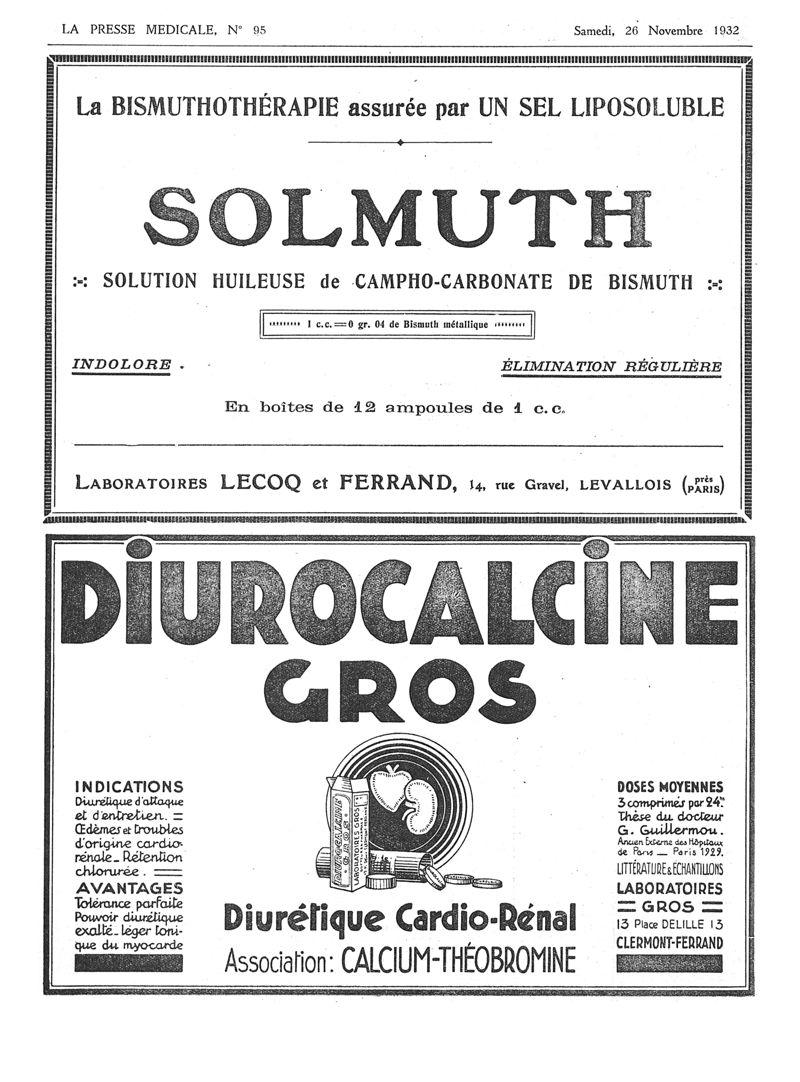 LA PRESSE MEDICALE, N° 95
Samedi, 26 Novembre 1932
La BISMUTHOTHÉRAPIE assurée par UN SEL LIPOSOLUBLE
SOLMUTH
SOLUTION HUILEUSE de CAMPHO-CARBONATE DE BISMUTH
1 c.c. = 0 gr. 04 de Bismuth métallique
INDOLORE .
ÉLIMINATION RÉGULIÈRE
En boîtes de 12 ampoules de 1 c.c.
LABORATOIRES LECOQ et FERRAND, 14, rue Gravel, LEVALLOIS (près PARIS)
DIUROCALCINE
GROS
INDICATIONS
Diurétique d'attaque
et d'entretien. =
Œdèmes et troubles
d'origine cardio-
rénale _ Rétention
chlorurée .
AVANTAGES
Tolérance parfaite
Pouvoir diurétique
exalté _ léger toni-
que du myocarde
DIUROCALCINE
GROS
LABORATOIRES GROS
Diurétique Cardio-Rénal
Association : CALCIUM-THÉOBROMINE
DOSES MOYENNES
3 comprimés par 24h.
Thèse du docteur
G. Guillermou.
Ancien Externe des Hôpitaux
de Paris _ Paris 1929.
LITTÉRATURE & ÉCHANTILLONS
LABORATOIRES
= GROS =
13 Place DELILLE 13
CLERMONT-FERRAND